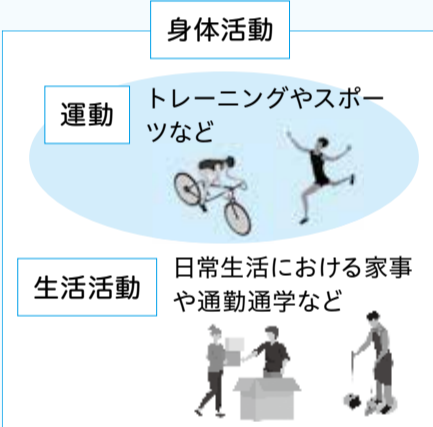 身体活動
運動
トレーニングやスポー
ツなど
生活活動
日常生活における家事
や通勤通学など